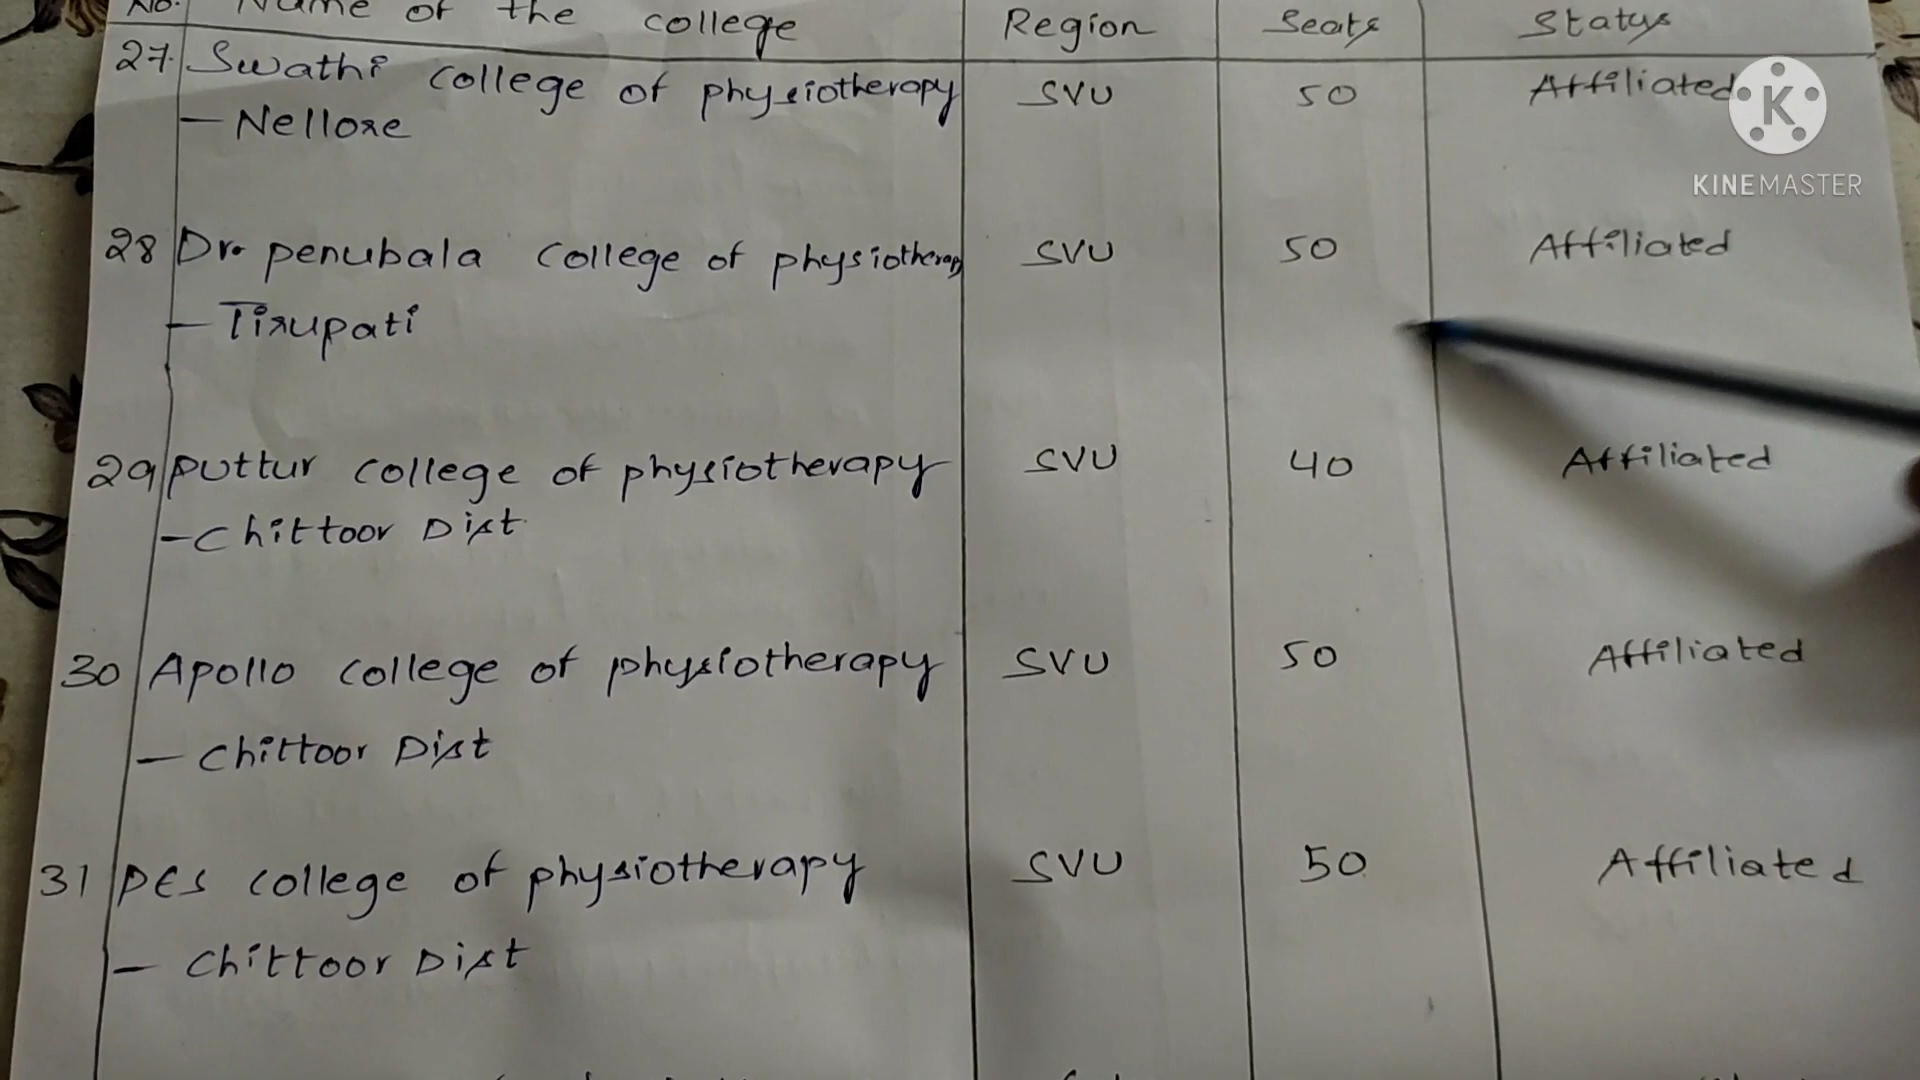 No. Name of the college Region Seats Status
27. Swathi college of physiotherapy SVU 50 Affiliated
- Nellore
KINEMASTER
28 Dr. penubala college of physiotherapy SVU 50 Affiliated
- Tirupati
29 puttur college of physiotherapy SVU 40 Affiliated
- Chittoor Dist
30 Apollo college of physiotherapy SVU 50 Affiliated
- Chittoor Dist
31 PES college of physiotherapy SVU 50 Affiliated
- Chittoor Dist